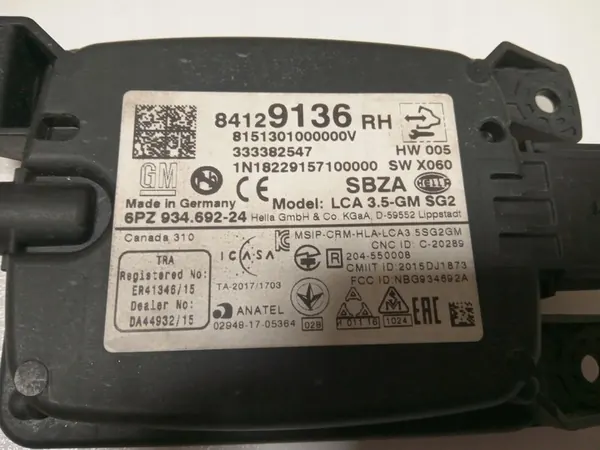 84129136 RH
8151301000000V
333382547 HW 005
GM 1N18229157100000 SW X060
CE SBZA HELLA
Made in Germany Model: LCA 3.5-GM SG2
6PZ 934.692-24 Hella GmbH & Co. KGaA, D-59552 Lippstadt
Canada 310 ICASA MSIP-CRM-HLA-LCA3.5SG2GM
CNC ID: C-20289
TRA
Registered No:
ER41346/15
Dealer No:
DA44932/15
R 204-550008
CMIIT ID: 2015DJ1873
TA-2017/1703 FCC ID: NBG934692A
ANATEL
02949-17-05364 028 M 011 16 1024 EAC